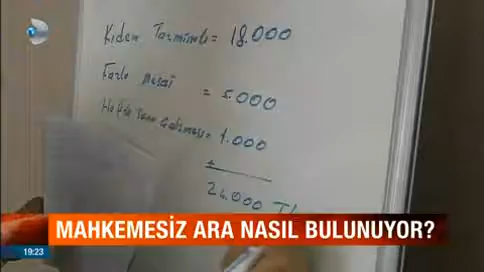 Kıdem Tazminatı = 18.000
Fazla Mesai = 5.000
Hafta Sonu Çalışması = 1.000
+
24.000 TL
MAHKEMESİZ ARA NASIL BULUNUYOR?
19:23